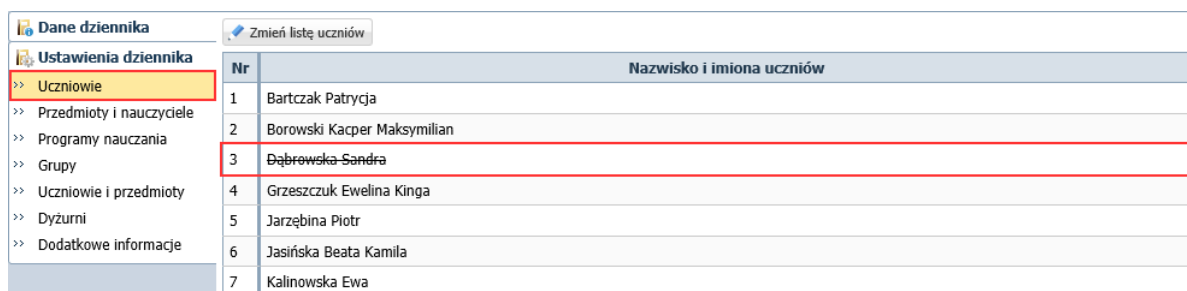 Dane dziennika
Ustawienia dziennika
>> Uczniowie
>> Przedmioty i nauczyciele
>> Programy nauczania
>> Grupy
>> Uczniowie i przedmioty
>> Dyżurni
>> Dodatkowe informacje
Zmień listę uczniów
Nr Nazwisko i imiona uczniów
1 Bartczak Patrycja
2 Borowski Kacper Maksymilian
3 Dąbrowska Sandra
4 Grzeszczuk Ewelina Kinga
5 Jarzębina Piotr
6 Jasińska Beata Kamila
7 Kalinowska Ewa